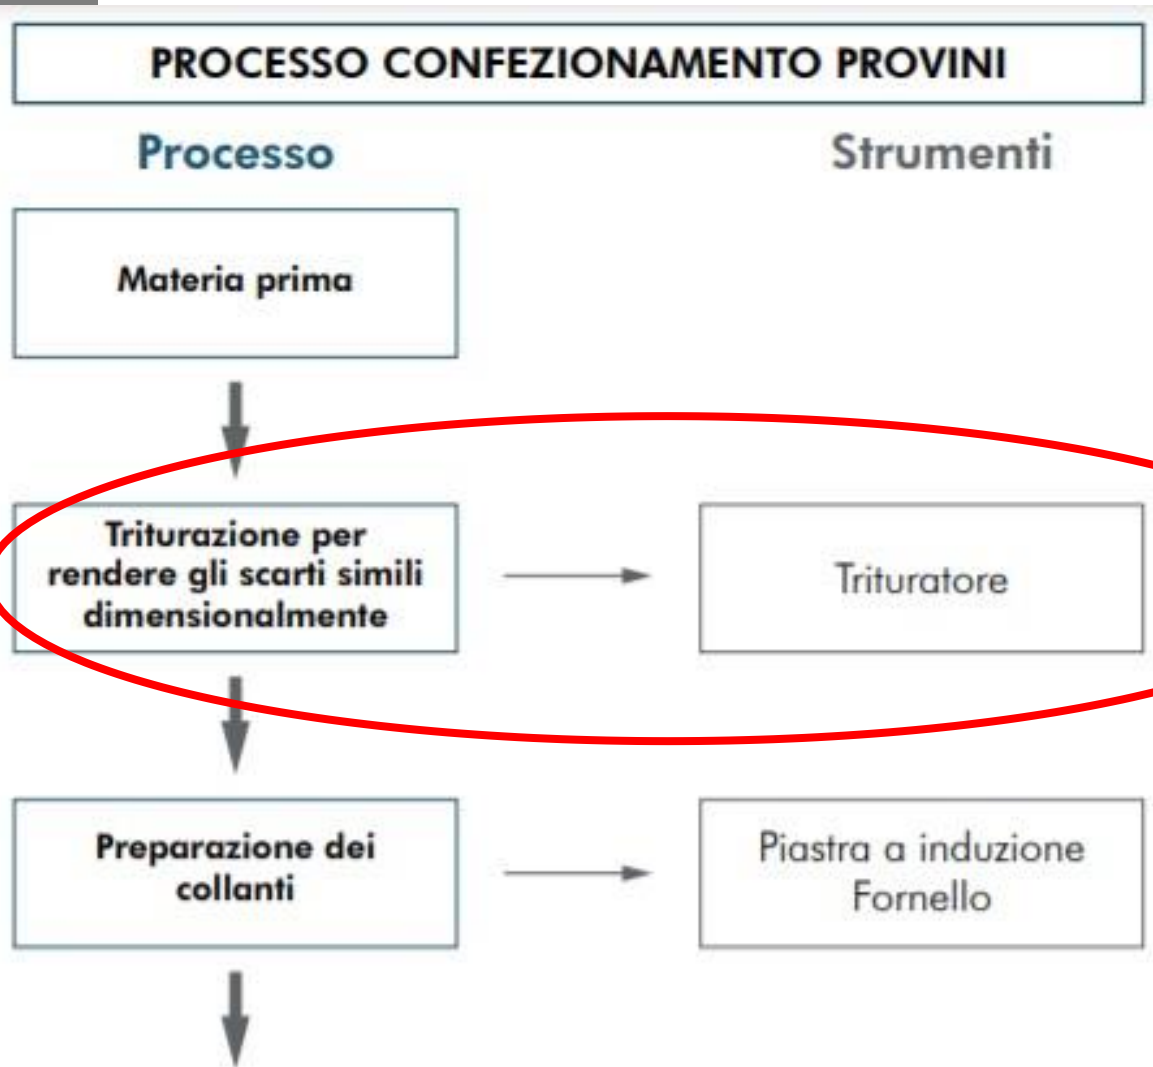 PROCESSO CONFEZIONAMENTO PROVINI
Processo
Strumenti
Materia prima
Triturazione per
rendere gli scarti simili
dimensionalmente
Trituratore
Preparazione dei
collanti
Piastra a induzione
Fornello